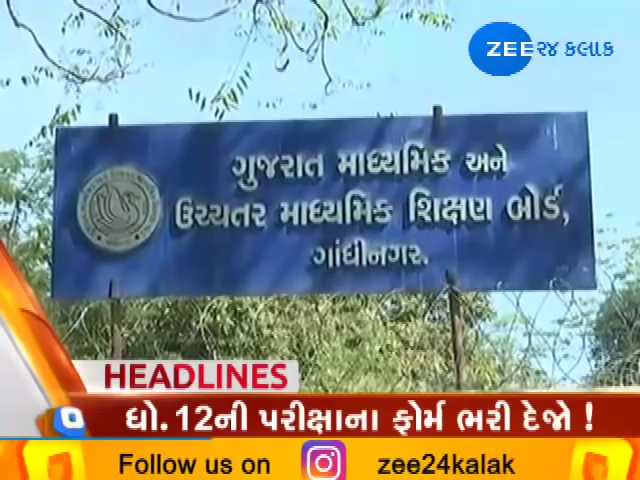 ZEE ૨૪ કલાક
ગુજરાત માધ્યમિક અને
ઉચ્ચતર માધ્યમિક શિક્ષણ બોર્ડ,
ગાંધીનગર.
HEADLINES
ધો.12ની પરીક્ષાના ફોર્મ ભરી દેજો !
Follow us on zee24kalak